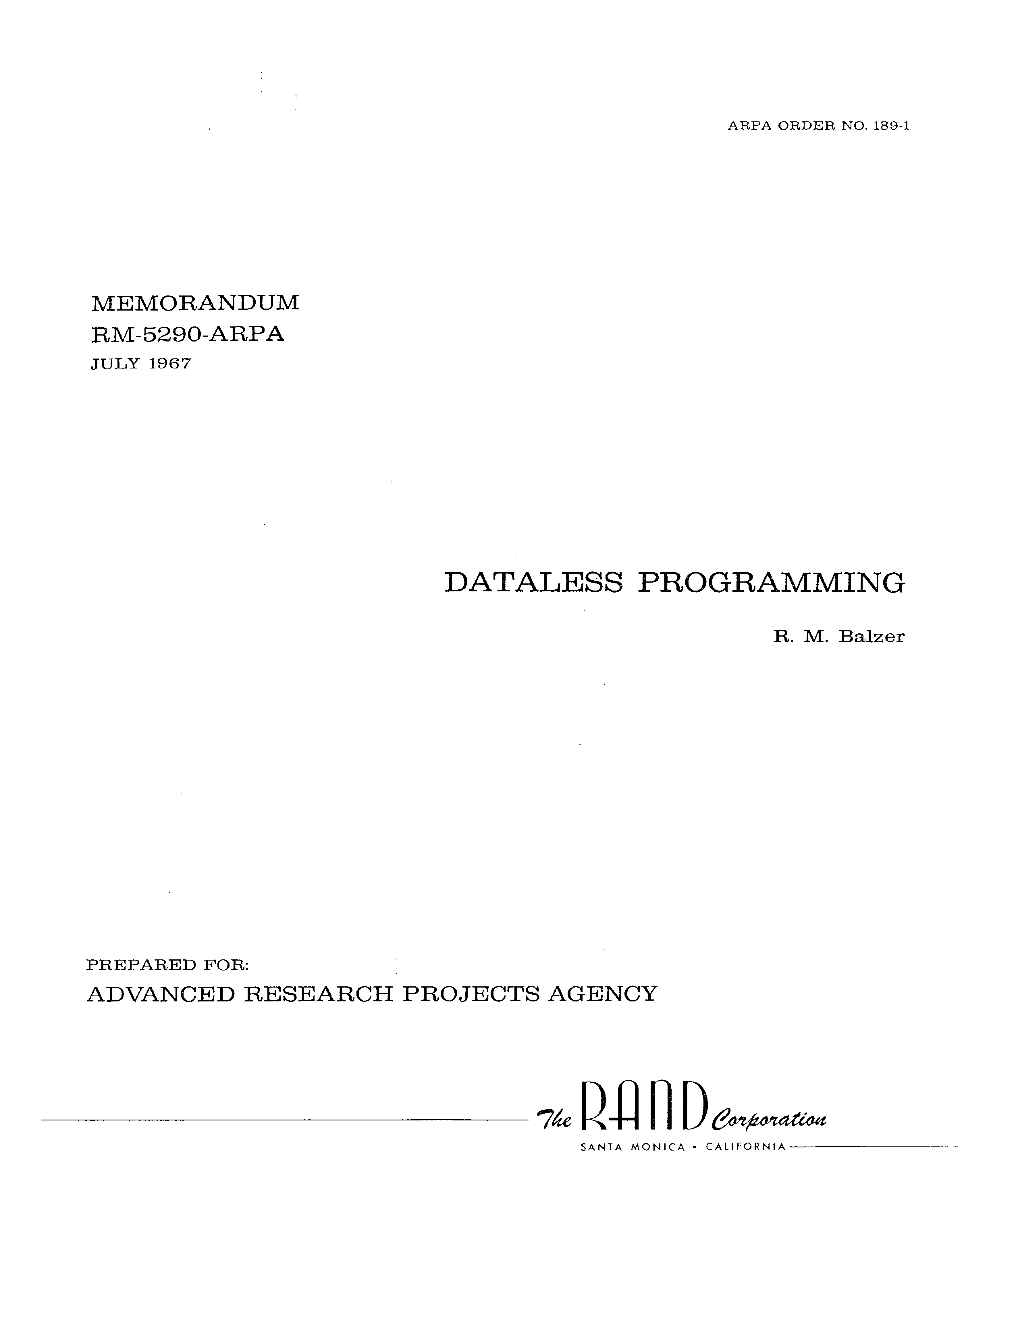 ARPA ORDER NO. 189-1
MEMORANDUM
RM-5290-ARPA
JULY 1967
DATALESS PROGRAMMING
R. M. Balzer
PREPARED FOR:
ADVANCED RESEARCH PROJECTS AGENCY
The RAND Corporation
SANTA MONICA • CALIFORNIA